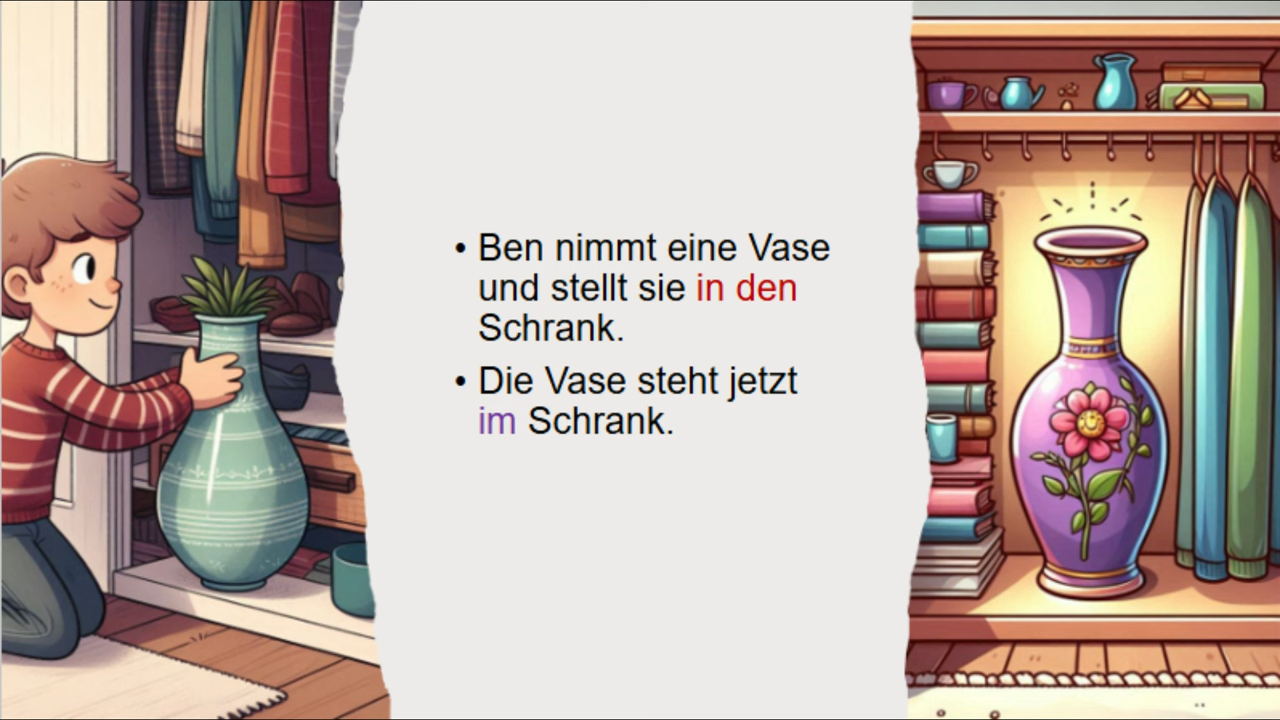 • Ben nimmt eine Vase
und stellt sie in den
Schrank.
• Die Vase steht jetzt
im Schrank.